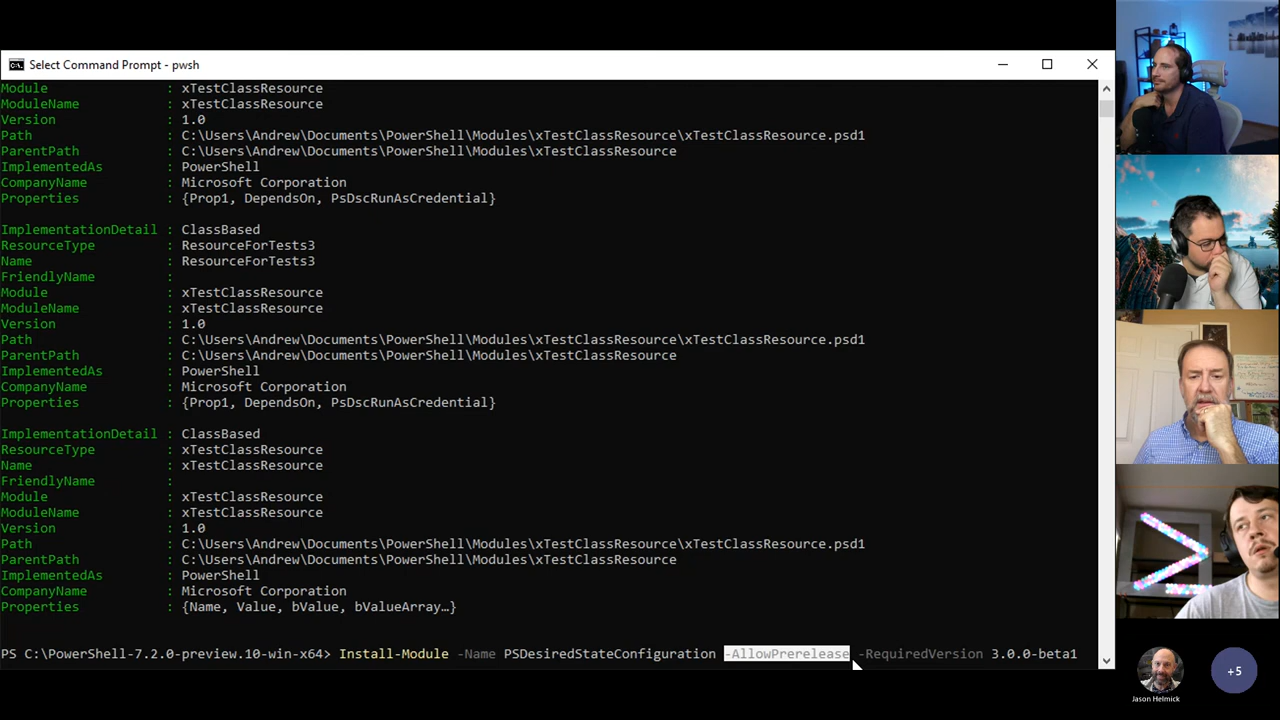 Select Command Prompt - pwsh
Module : xTestClassResource
ModuleName : xTestClassResource
Version : 1.0
Path : C:\Users\Andrew\Documents\PowerShell\Modules\xTestClassResource\xTestClassResource.psd1
ParentPath : C:\Users\Andrew\Documents\PowerShell\Modules\xTestClassResource
ImplementedAs : PowerShell
CompanyName : Microsoft Corporation
Properties : {Prop1, DependsOn, PsDscRunAsCredential}
ImplementationDetail : ClassBased
ResourceType : ResourceForTests3
Name : ResourceForTests3
FriendlyName :
Module : xTestClassResource
ModuleName : xTestClassResource
Version : 1.0
Path : C:\Users\Andrew\Documents\PowerShell\Modules\xTestClassResource\xTestClassResource.psd1
ParentPath : C:\Users\Andrew\Documents\PowerShell\Modules\xTestClassResource
ImplementedAs : PowerShell
CompanyName : Microsoft Corporation
Properties : {Prop1, DependsOn, PsDscRunAsCredential}
ImplementationDetail : ClassBased
ResourceType : xTestClassResource
Name : xTestClassResource
FriendlyName :
Module : xTestClassResource
ModuleName : xTestClassResource
Version : 1.0
Path : C:\Users\Andrew\Documents\PowerShell\Modules\xTestClassResource\xTestClassResource.psd1
ParentPath : C:\Users\Andrew\Documents\PowerShell\Modules\xTestClassResource
ImplementedAs : PowerShell
CompanyName : Microsoft Corporation
Properties : {Name, Value, bValue, bValueArray…}
PS C:\PowerShell-7.2.0-preview.10-win-x64> Install-Module -Name PSDesiredStateConfiguration -AllowPrerelease -RequiredVersion 3.0.0-beta1
Jason Helmick
+5